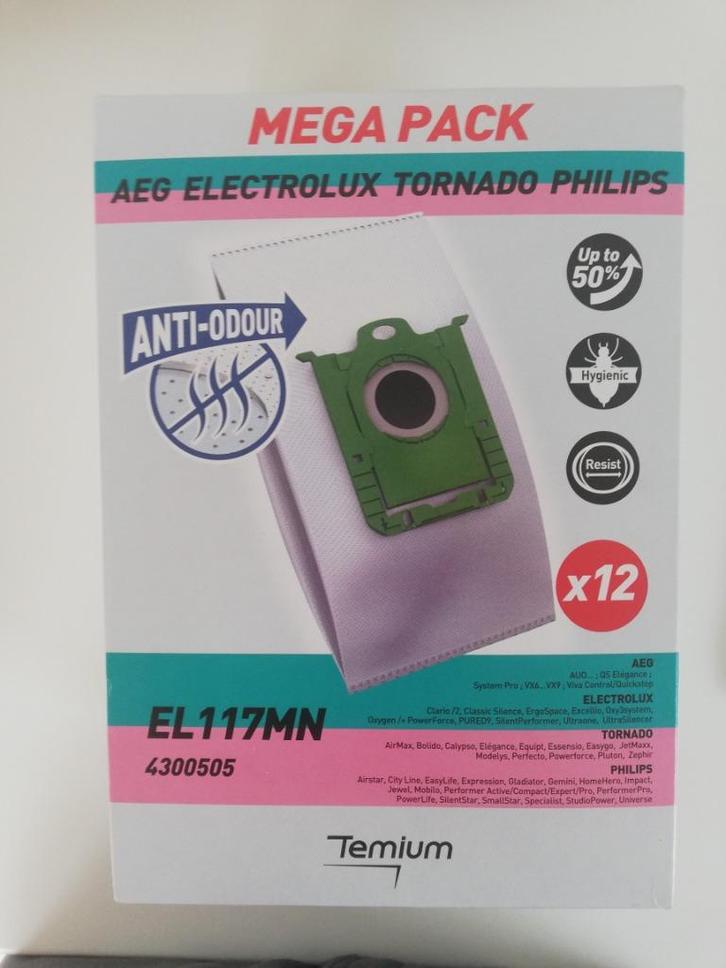 MEGA PACK
AEG ELECTROLUX TORNADO PHILIPS
Up to
50%
ANTI-ODOUR
Hygienic
Resist
x12
AEG
AUO... ; QS Elégance ;
System Pro ; VX6...VX9 ; Viva Control/Quickstop
ELECTROLUX
Clario /2, Classic Silence, ErgoSpace, Excellio, Oxy3system,
Oxygen /+ PowerForce, PURED9, SilentPerformer, Ultraone, UltraSilencer
EL117MN
4300505
TORNADO
AirMax, Bolido, Calypso, Elégance, Equipt, Essensio, Easygo, JetMaxx,
Modelys, Perfecto, Powerforce, Pluton, Zephir
PHILIPS
Airstar, City Line, EasyLife, Expression, Gladiator, Gemini, HomeHero, Impact,
Jewel, Mobilo, Performer Active/Compact/Expert/Pro, PerformerPro,
PowerLife, SilentStar, SmallStar, Specialist, StudioPower, Universe
Temium